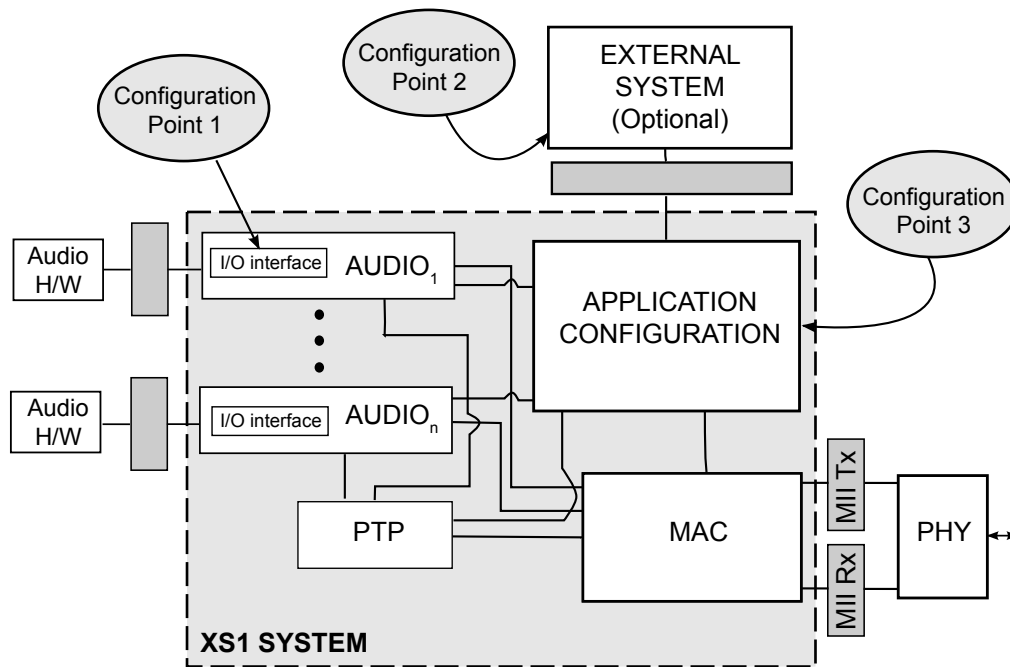 Configuration
Point 1
Configuration
Point 2
EXTERNAL
SYSTEM
(Optional)
Configuration
Point 3
Audio
H/W
I/O interface
AUDIO1
APPLICATION
CONFIGURATION
Audio
H/W
I/O interface
AUDIOn
PTP
MAC
MII Tx
MII Rx
PHY
XS1 SYSTEM